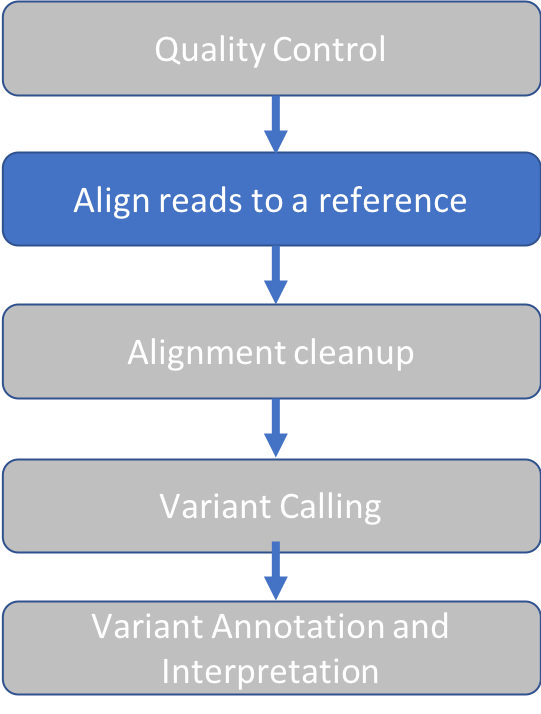 Quality Control
Align reads to a reference
Alignment cleanup
Variant Calling
Variant Annotation and
Interpretation